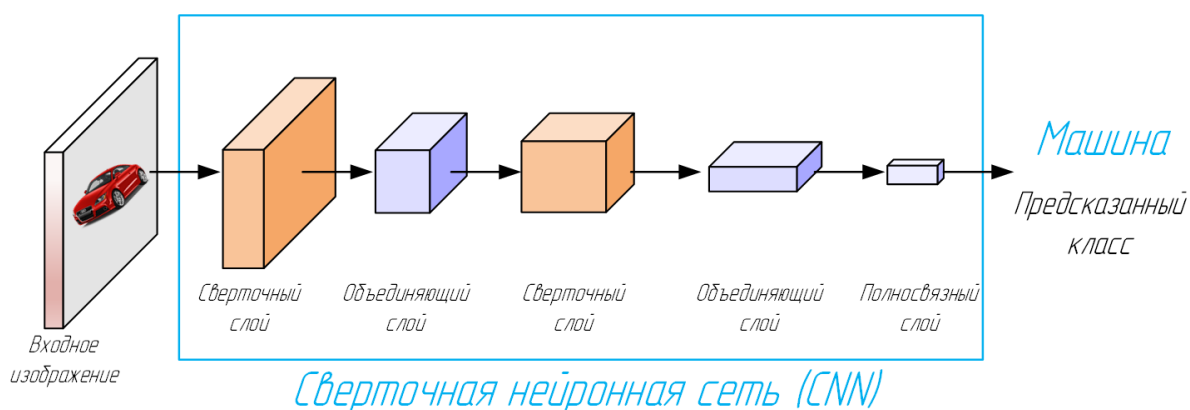 Входное
изображение
Сверточный
слой
Объединяющий
слой
Сверточный
слой
Объединяющий
слой
Полносвязный
слой
Машина
Предсказанный
класс
Сверточная нейронная сеть (CNN)